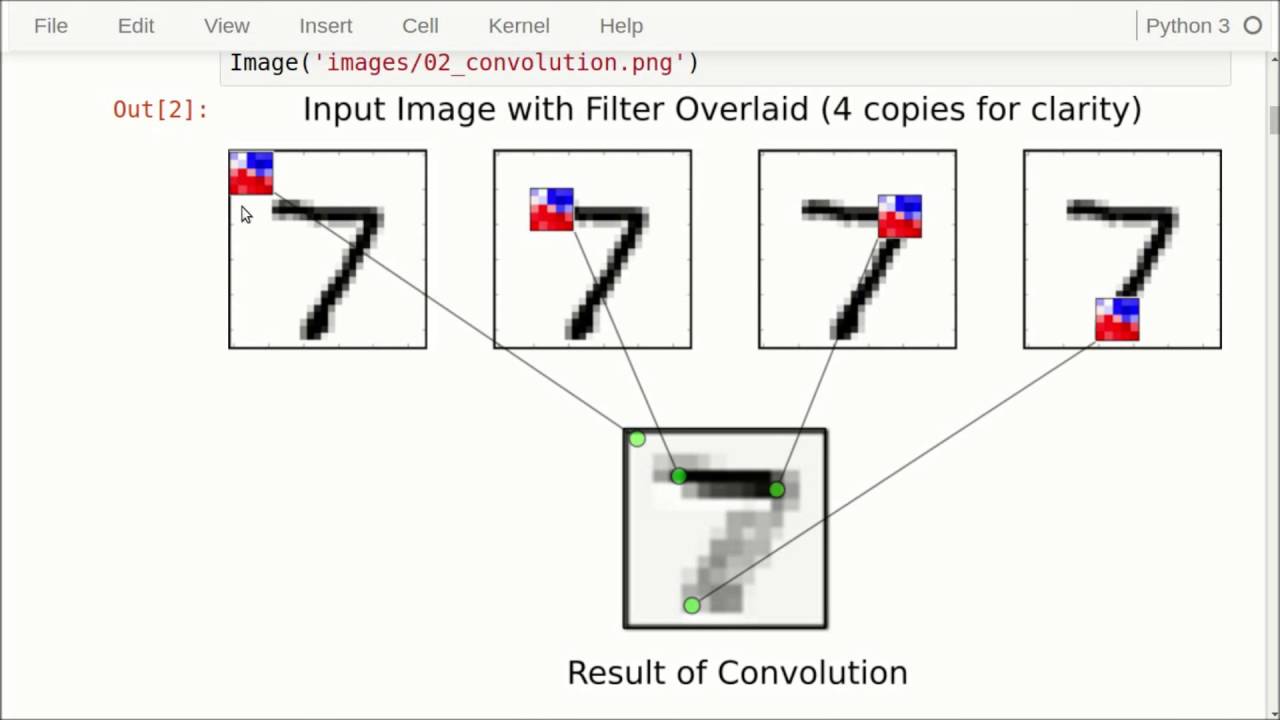 File Edit View Insert Cell Kernel Help Python 3
Image('images/02_convolution.png')
Out[2]:
Input Image with Filter Overlaid (4 copies for clarity)
Result of Convolution